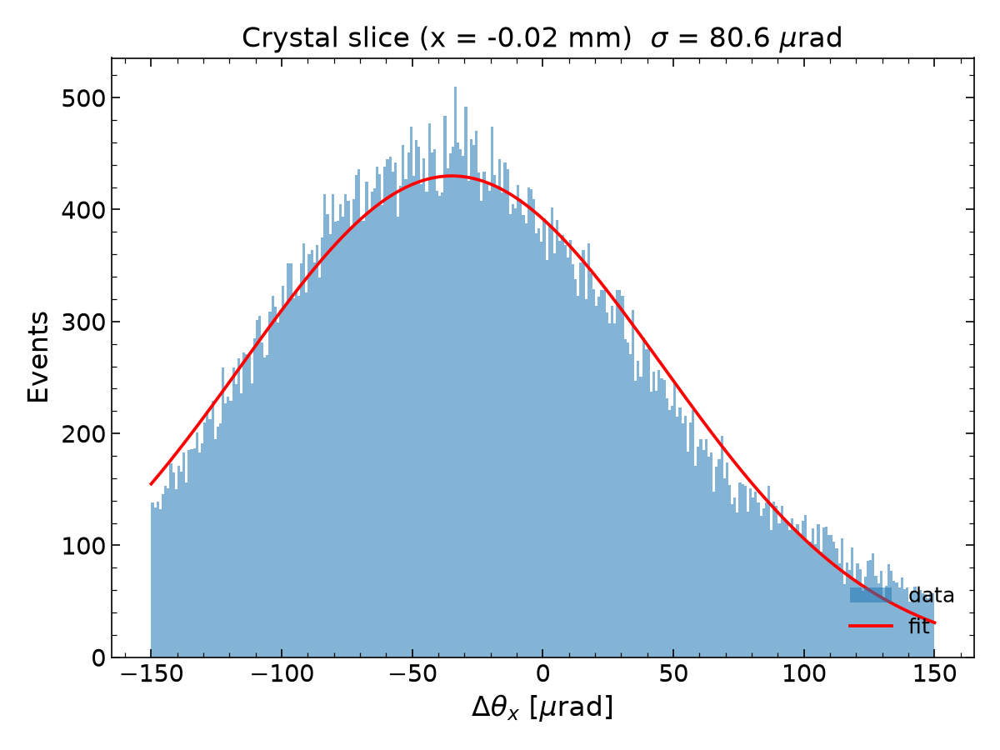 Crystal slice (x = -0.02 mm)  σ = 80.6 μrad
Events
500
400
300
200
100
0
−150
−100
−50
0
50
100
150
Δθₓ [μrad]
data
fit